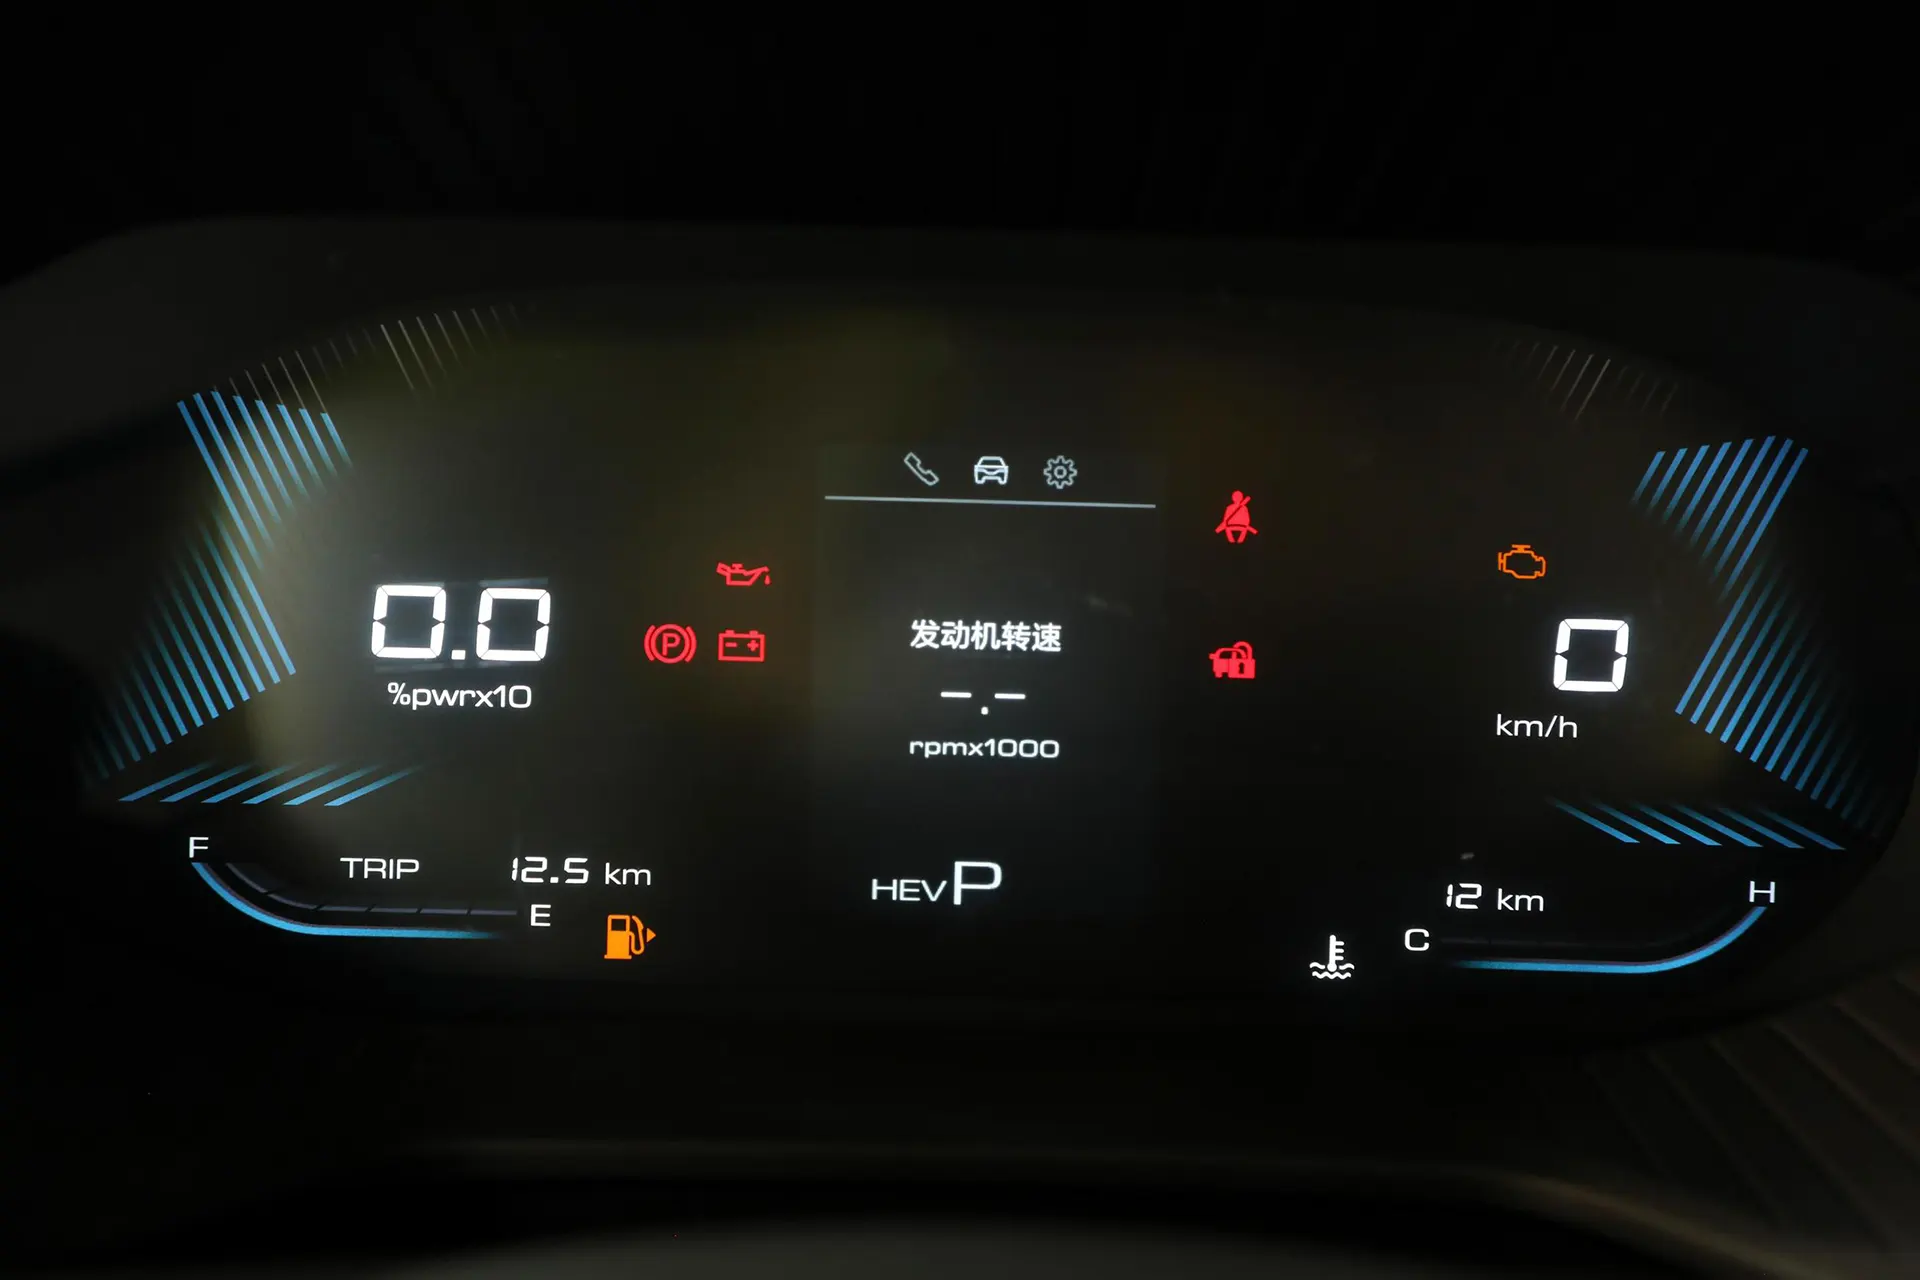 发动机转速
-.-
rpmx1000
0.0
%pwrx10
P
0
km/h
F
TRIP
12.5 km
E
HEV P
12 km
C
H